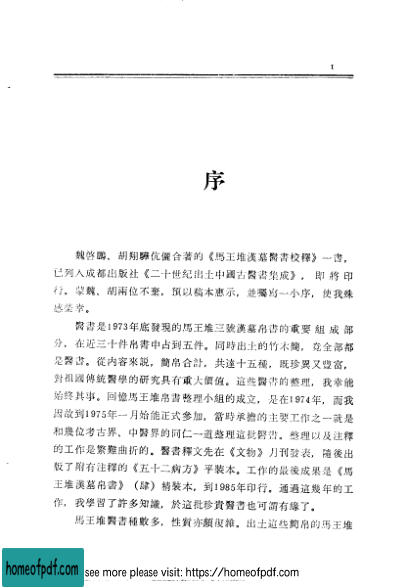 1
序
魏啓鵬、胡翔驊伉儷合著的《馬王堆漢墓醫書校釋》一書，
已列入成都出版社《二十世紀出土中國古醫書集成》，即將印
行。蒙魏、胡兩位不棄，預以稿本惠示，並囑寫一小序，使我殊
感榮幸。
醫書是1973年底發現的馬王堆三號漢墓帛書的重要組成部
分，在近三十件帛書中占到五件。同時出土的竹木簡，竟全部都
是醫書。從內容來説，簡帛合計，共達十五種，既珍異又豐富，
對祖國傳統醫學的研究具有重大價值。這些醫書的整理，我幸能
始終其事。回憶馬王堆帛書整理小組的成立，是在1974年，而我
因故到1975年一月始能正式參加，當時承擔的主要工作之一就是
和幾位考古界、中醫界的同仁一道整理這批醫書。整理以及注釋
的工作是繁難曲折的。醫書釋文先在《文物》月刊發表，隨後出
版了附有注釋的《五十二病方》平裝本。工作的最後成果是《馬
王堆漢墓帛書》〔肆〕精裝本，到1985年印行。通過這幾年的工
作，我學習了許多知識，於這批珍貴醫書也可謂有緣了。
馬王堆醫書種數多，性質亦頗復雜。出土這些簡帛的馬王堆
homeofpdf.com
see more please visit: https://homeofpdf.com
homeofpdf.com